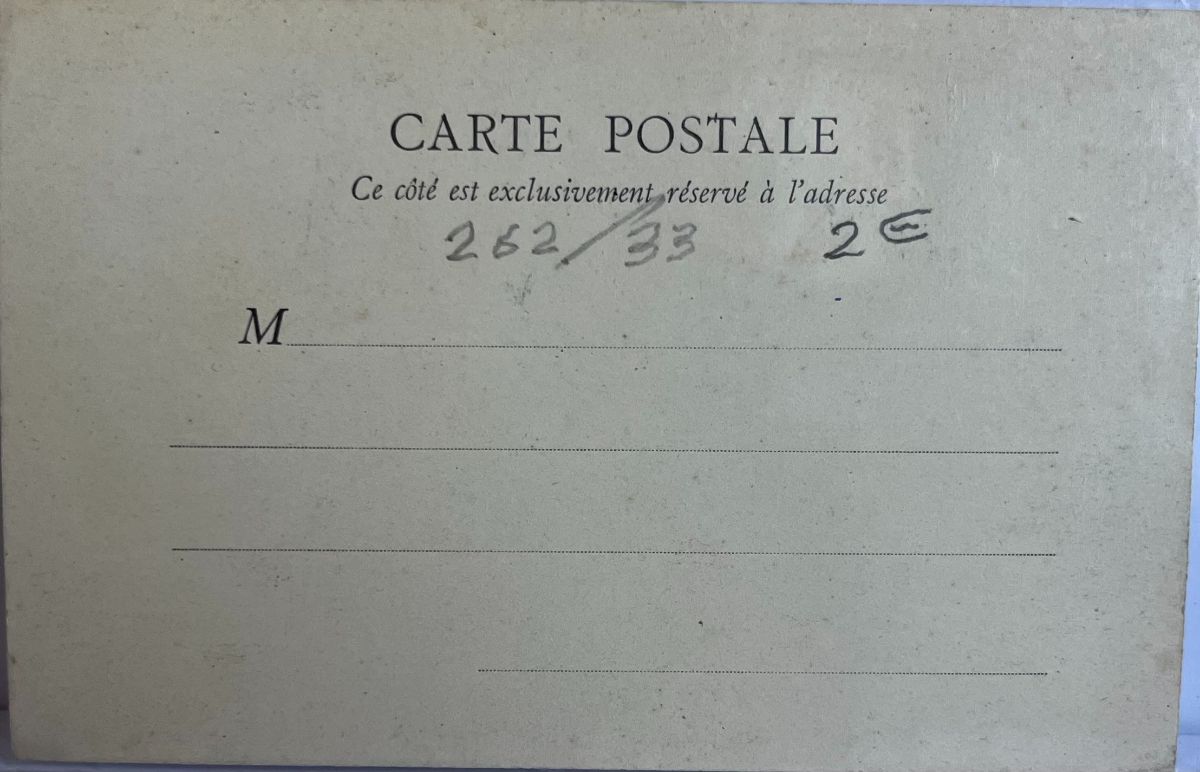 CARTE POSTALE
Ce côté est exclusivement réservé à l'adresse
262/33 2€
M